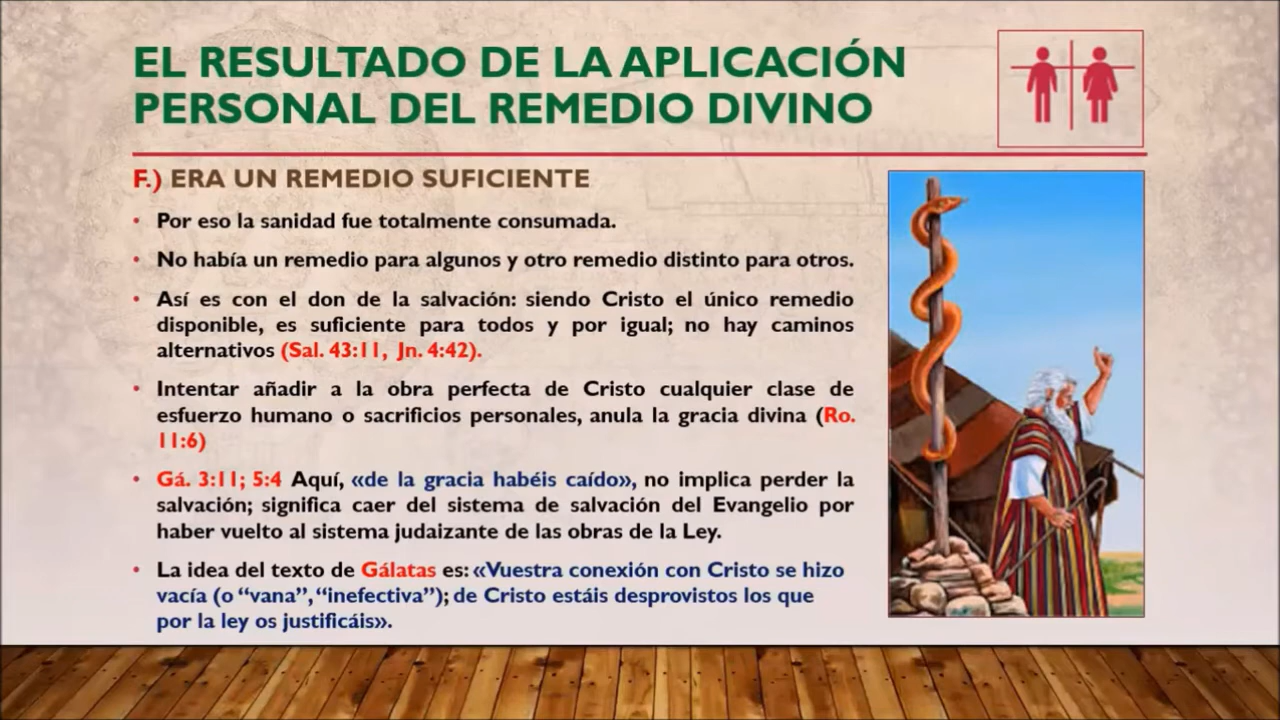 EL RESULTADO DE LA APLICACIÓN
PERSONAL DEL REMEDIO DIVINO
F.) ERA UN REMEDIO SUFICIENTE
• Por eso la sanidad fue totalmente consumada.
• No había un remedio para algunos y otro remedio distinto para otros.
• Así es con el don de la salvación: siendo Cristo el único remedio
disponible, es suficiente para todos y por igual; no hay caminos
alternativos (Sal. 43:11, Jn. 4:42).
• Intentar añadir a la obra perfecta de Cristo cualquier clase de
esfuerzo humano o sacrificios personales, anula la gracia divina (Ro.
11:6)
• Gá. 3:11; 5:4 Aquí, «de la gracia habéis caído», no implica perder la
salvación; significa caer del sistema de salvación del Evangelio por
haber vuelto al sistema judaizante de las obras de la Ley.
• La idea del texto de Gálatas es: «Vuestra conexión con Cristo se hizo
vacía (o “vana”, “inefectiva”); de Cristo estáis desprovistos los que
por la ley os justificáis».